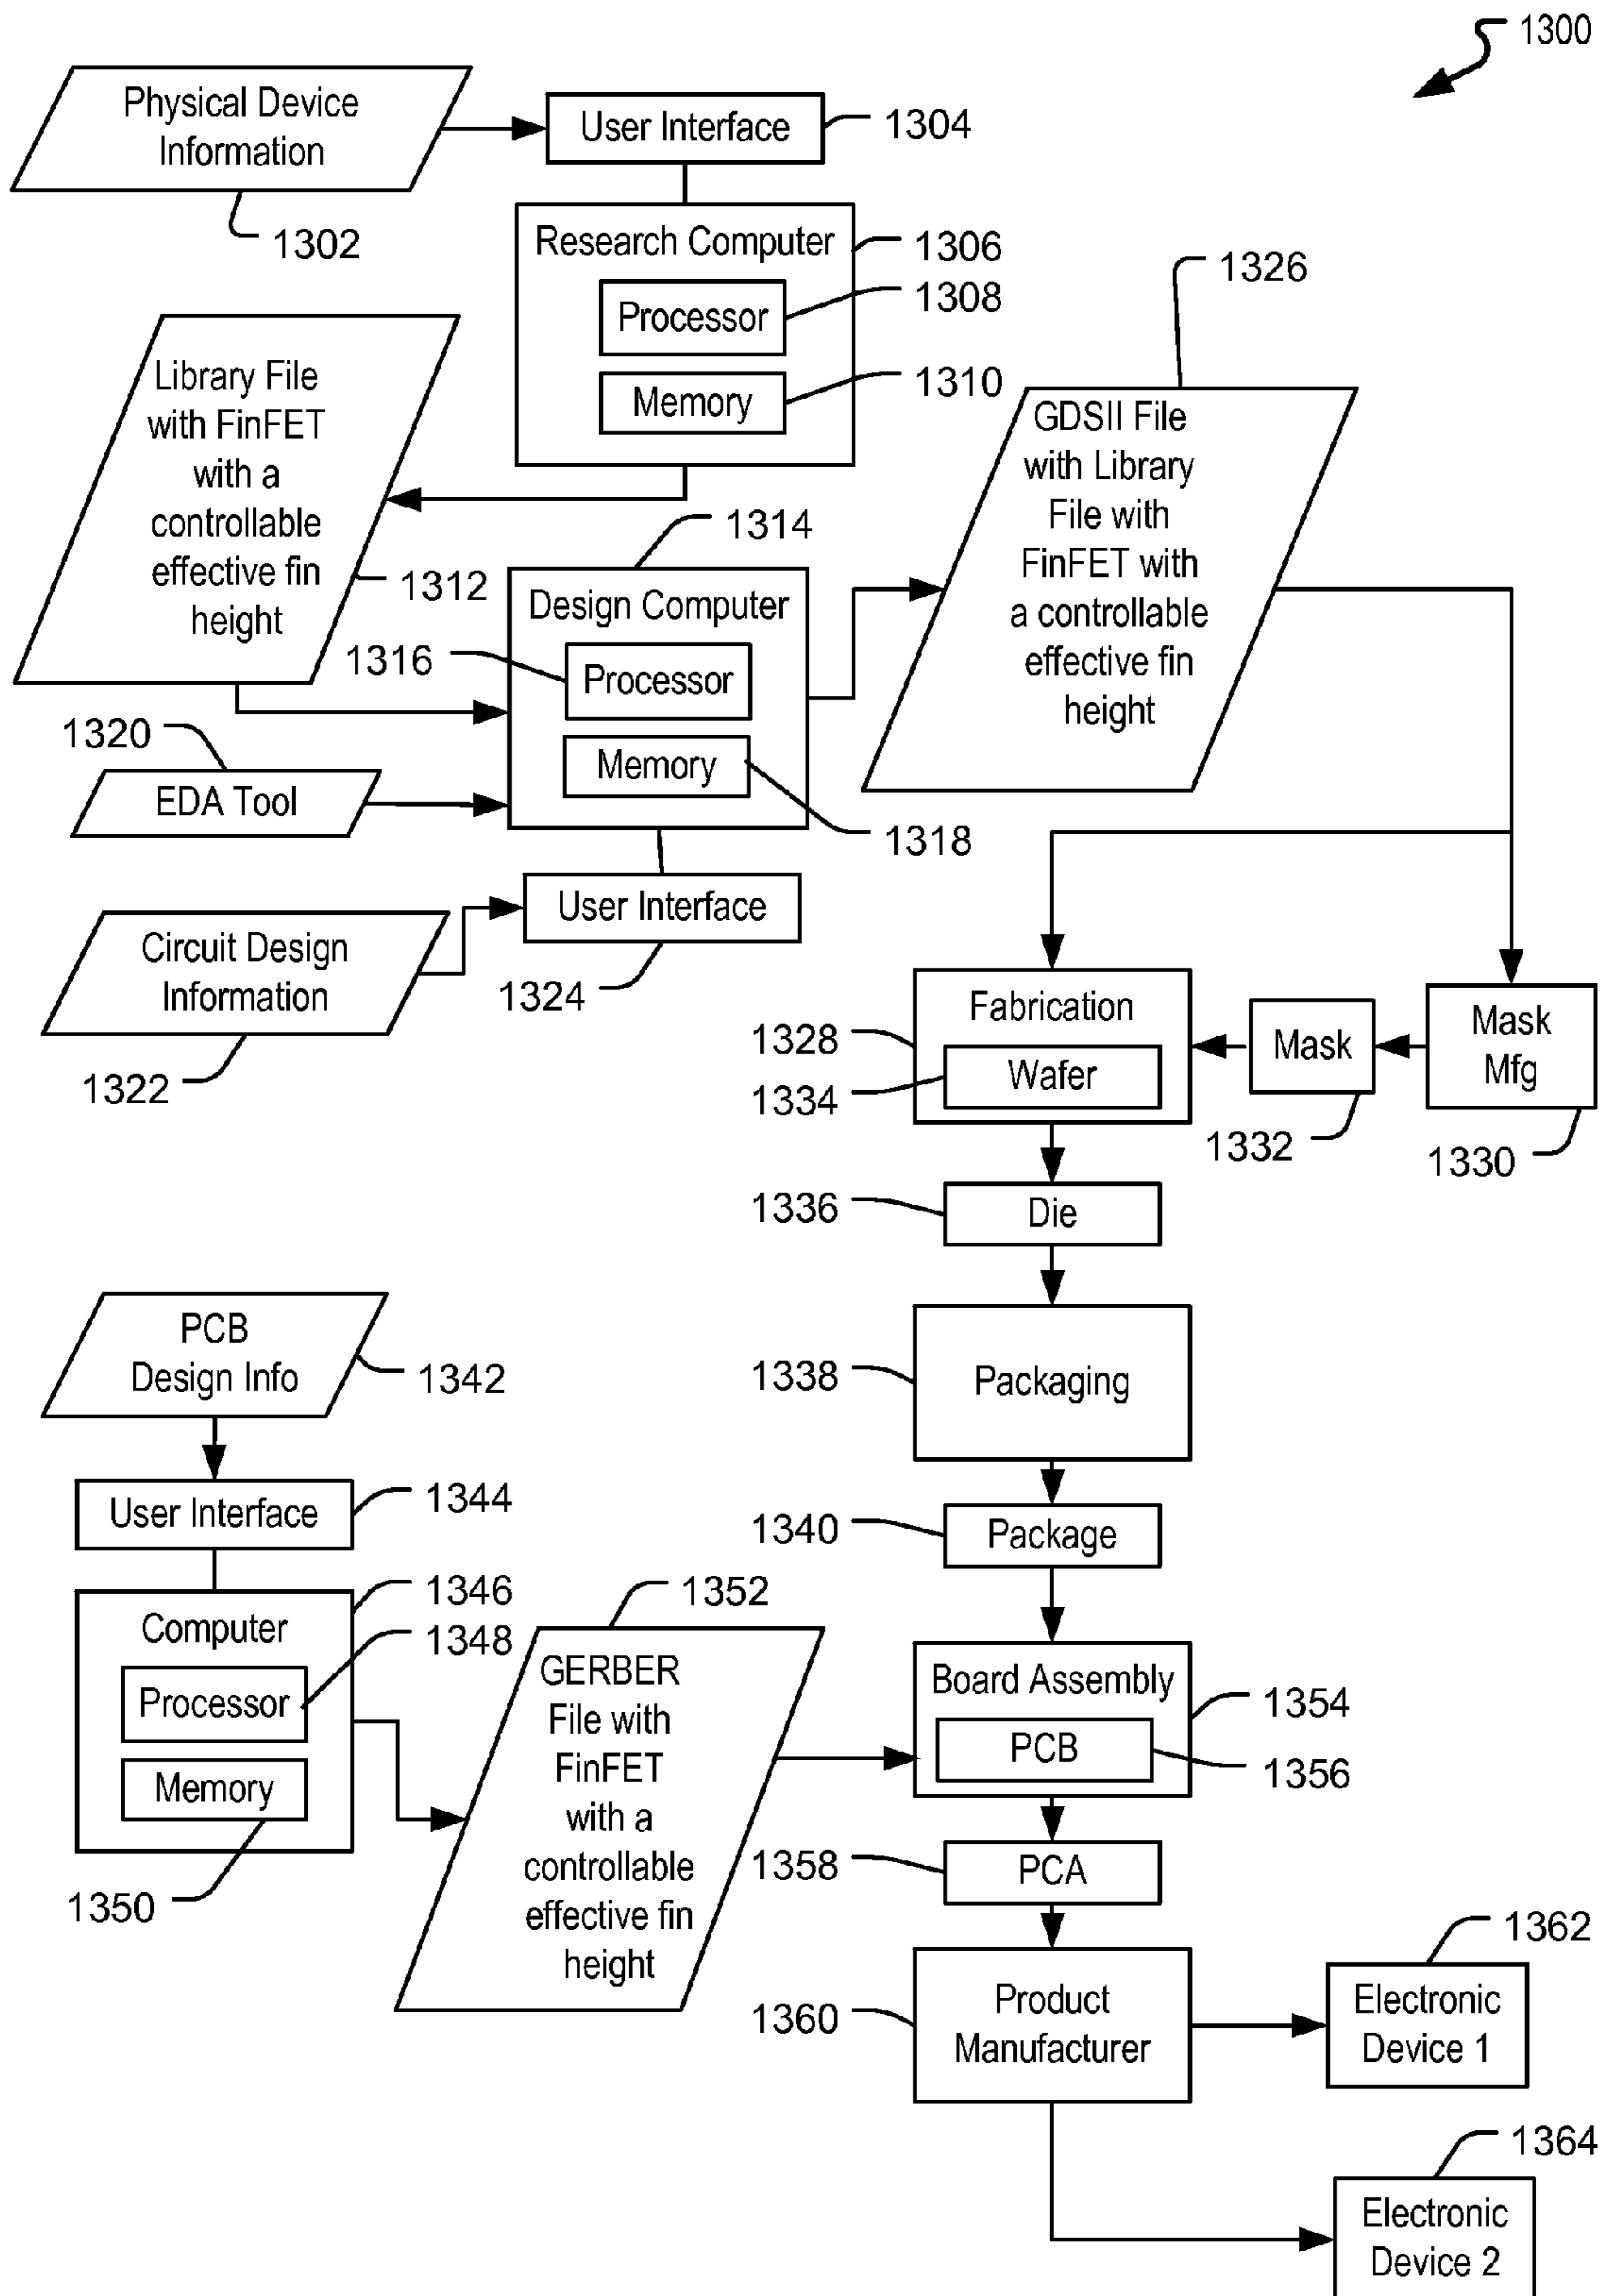 1300
Physical Device
Information
1302
User Interface
1304
Research Computer
1306
Processor
1308
Memory
1310
Library File
with FinFET
with a
controllable
effective fin
height
1312
1314
Design Computer
1316
Processor
Memory
1318
1320
EDA Tool
Circuit Design
Information
1322
User Interface
1324
1326
GDSII File
with Library
File with
FinFET with
a controllable
effective fin
height
Fabrication
1328
Wafer
1334
Mask
1332
Mask
Mfg
1330
1336
Die
1338
Packaging
1340
Package
PCB
Design Info
1342
User Interface
1344
1346
Computer
1348
Processor
Memory
1350
1352
GERBER
File with
FinFET
with a
controllable
effective fin
height
Board Assembly
1354
PCB
1356
1358
PCA
1360
Product
Manufacturer
1362
Electronic
Device 1
1364
Electronic
Device 2